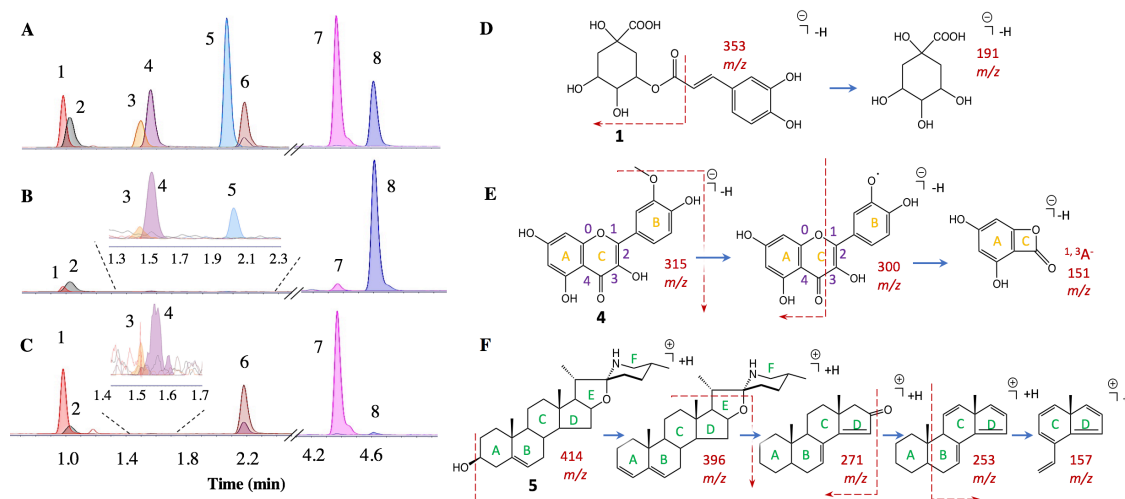 A
1
2
3
4
5
6
7
8
B
3
4
5
1.3 1.5 1.7 2.1 2.3
1
2
7
8
C
1
2
3
4
1.4 1.5 1.6 1.7
6
7
8
1.0 1.4 1.8 2.2 4.2 4.6
Time (min)
D
HO COOH
HO
OH
O
O
OH
OH
1
353
m/z
⊖
-H
HO COOH
HO
OH
OH
191
m/z
⊖
-H
E
O
OH
B
HO
0
O
1
A
C
2
4
3
OH
OH
O
4
315
m/z
⊖
-H
O·
OH
B
HO
0
O
1
A
C
2
4
3
OH
OH
O
300
m/z
⊖
-H
HO
O
A
C
O
OH
1, 3A-
151
m/z
⊖
-H
F
HN
F
E
O
C
D
A
B
HO
5
414
m/z
⊕
+H
HN
F
E
O
C
D
A
B
396
m/z
⊕
+H
O
C
D
A
B
271
m/z
⊕
+H
C
D
A
B
253
m/z
⊕
+H
C
D
157
m/z
⊕